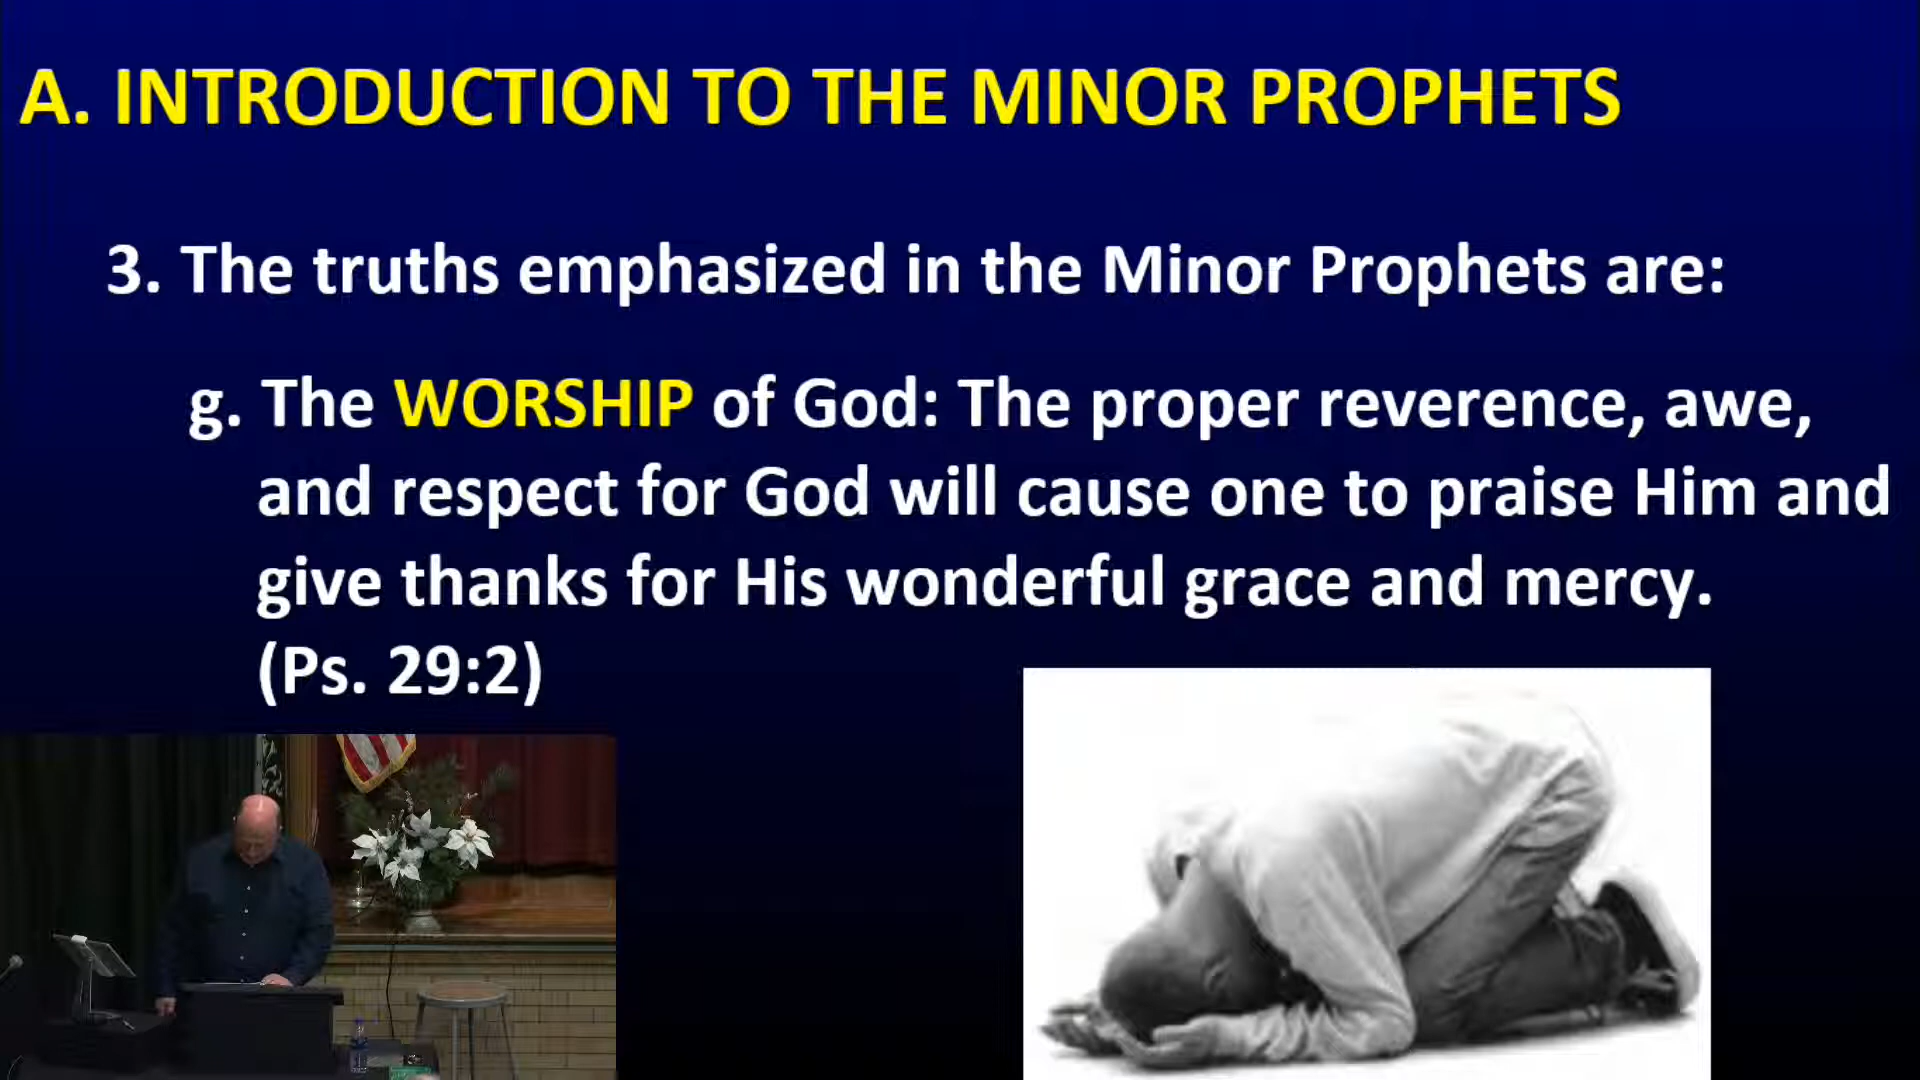 A. INTRODUCTION TO THE MINOR PROPHETS
3. The truths emphasized in the Minor Prophets are:
g. The WORSHIP of God: The proper reverence, awe,
and respect for God will cause one to praise Him and
give thanks for His wonderful grace and mercy.
(Ps. 29:2)